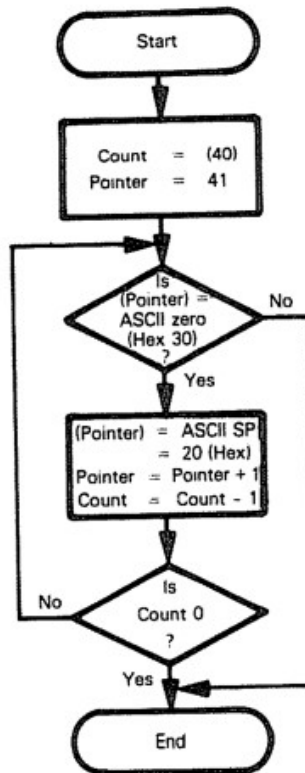 Start
Count = (40)
Pointer = 41
Is
(Pointer) =
ASCII zero
(Hex 30)
?
No
Yes
(Pointer) = ASCII SP
= 20 (Hex)
Pointer = Pointer + 1
Count = Count - 1
Is
Count 0
?
No
Yes
End